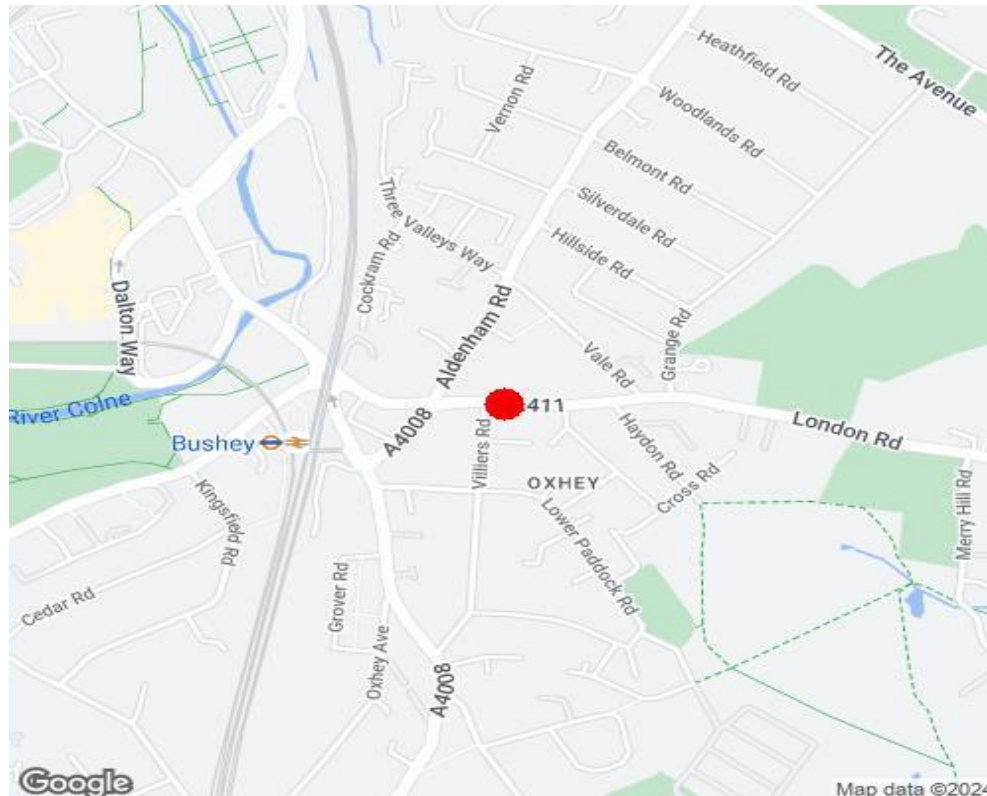 Heathfield Rd
The Avenue
Vernon Rd
Woodlands Rd
Belmont Rd
Three Valleys Way
Silverdale Rd
Hillside Rd
Cockram Rd
Dalton Way
Aldenham Rd
Grange Rd
Vale Rd
River Colne
411
London Rd
A4008
Bushey
Villiers Rd
Haydon Rd
OXHEY
Cross Rd
Merry Hill Rd
Kingsfield Rd
Lower Paddock Rd
Cedar Rd
Grover Rd
Oxhey Ave
A4008
Google
Map data ©2024